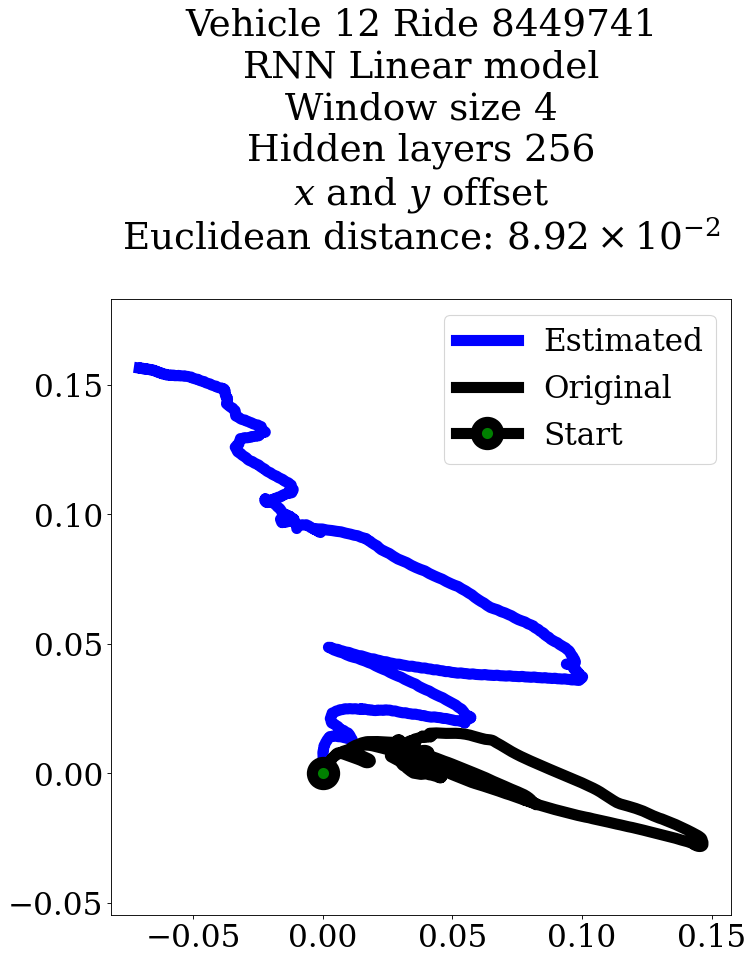 Vehicle 12 Ride 8449741
RNN Linear model
Window size 4
Hidden layers 256
x and y offset
Euclidean distance: 8.92 × 10⁻²
Estimated
Original
Start
0.15
0.10
0.05
0.00
−0.05
−0.05 0.00 0.05 0.10 0.15